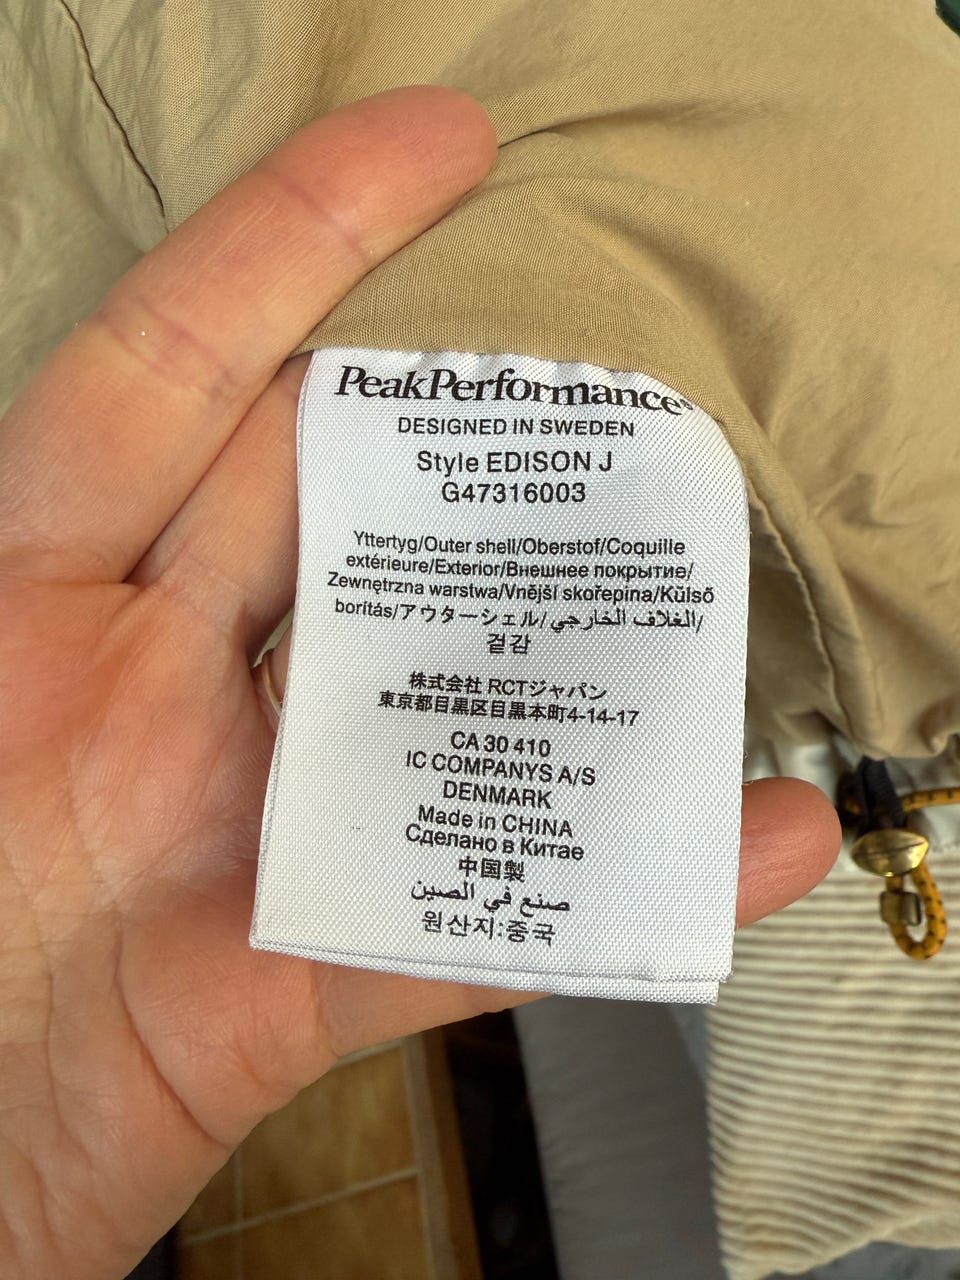 PeakPerformance®
DESIGNED IN SWEDEN
Style EDISON J
G47316003
Yttertyg/Outer shell/Oberstof/Coquille
extérieure/Exterior/Внешнее покрытие/
Zewnętrzna warstwa/Vnější skořepina/Külső
borítás/アウターシェル/الغلاف الخارجي/
겉감
株式会社 RCTジャパン
東京都目黒区目黒本町4-14-17
CA 30 410
IC COMPANYS A/S
DENMARK
Made in CHINA
Сделано в Китае
中国製
صنع في الصين
원산지:중국